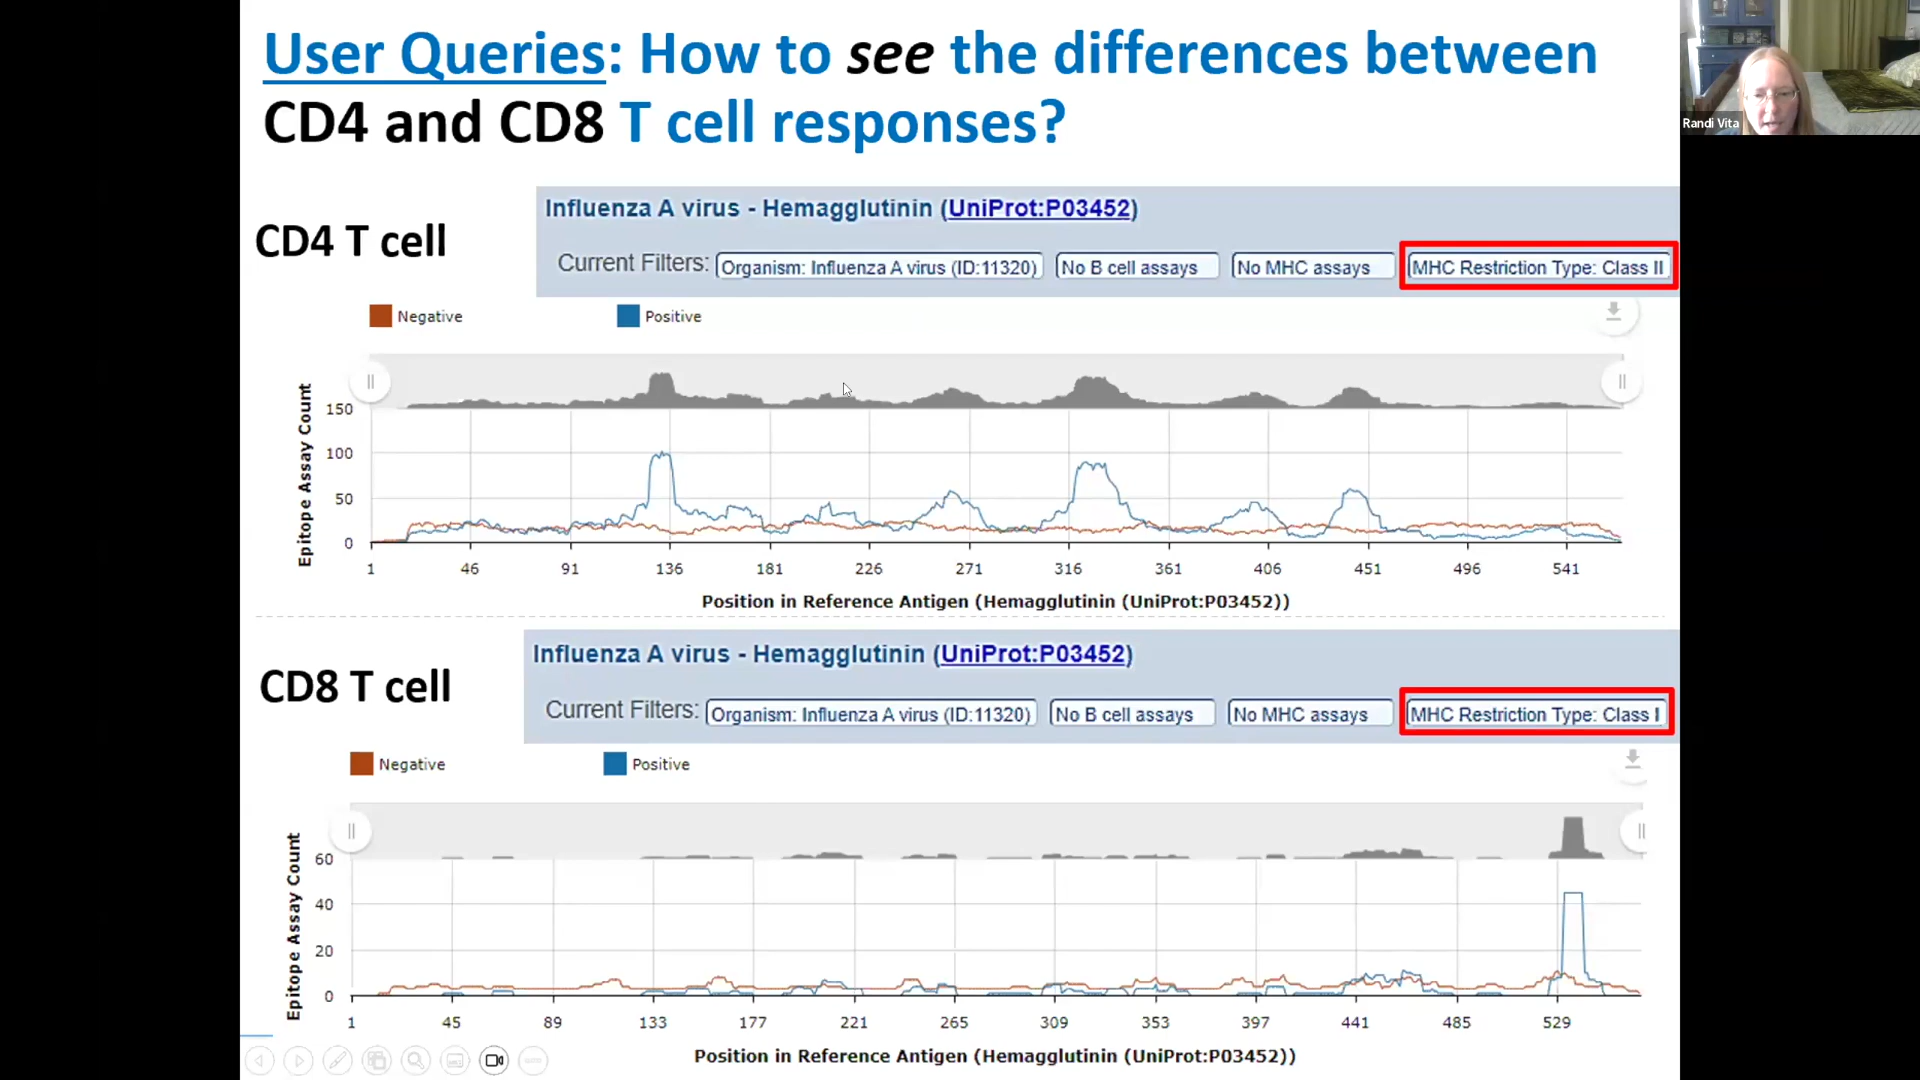 User Queries: How to see the differences between
CD4 and CD8 T cell responses?
Randi Vita
CD4 T cell
Influenza A virus - Hemagglutinin (UniProt:P03452)
Current Filters: Organism: Influenza A virus (ID:11320) No B cell assays No MHC assays MHC Restriction Type: Class II
Negative Positive
Epitope Assay Count
150
100
50
0
1 46 91 136 181 226 271 316 361 406 451 496 541
Position in Reference Antigen (Hemagglutinin (UniProt:P03452))
CD8 T cell
Influenza A virus - Hemagglutinin (UniProt:P03452)
Current Filters: Organism: Influenza A virus (ID:11320) No B cell assays No MHC assays MHC Restriction Type: Class I
Negative Positive
Epitope Assay Count
60
40
20
0
1 45 89 133 177 221 265 309 353 397 441 485 529
Position in Reference Antigen (Hemagglutinin (UniProt:P03452))